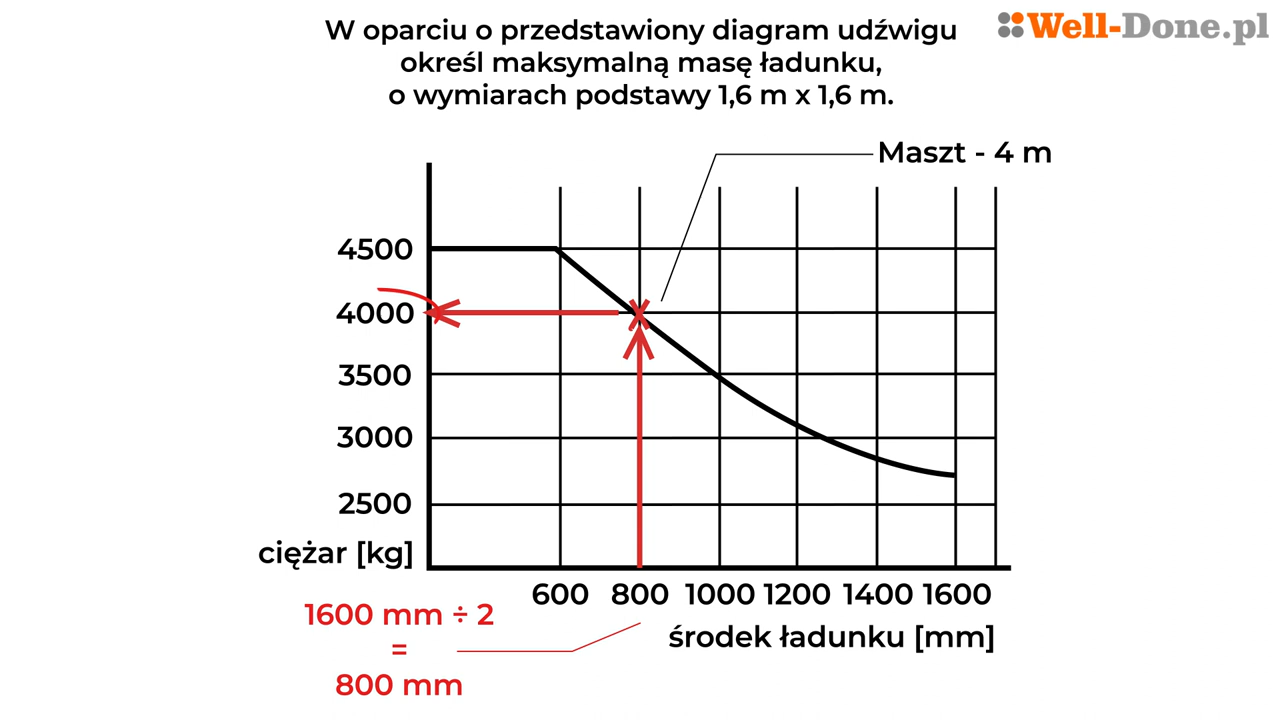 W oparciu o przedstawiony diagram udźwigu
określ maksymalną masę ładunku,
o wymiarach podstawy 1,6 m x 1,6 m.
Well-Done.pl
Maszt - 4 m
4500
4000
3500
3000
2500
ciężar [kg]
600 800 1000 1200 1400 1600
środek ładunku [mm]
1600 mm ÷ 2
=
800 mm